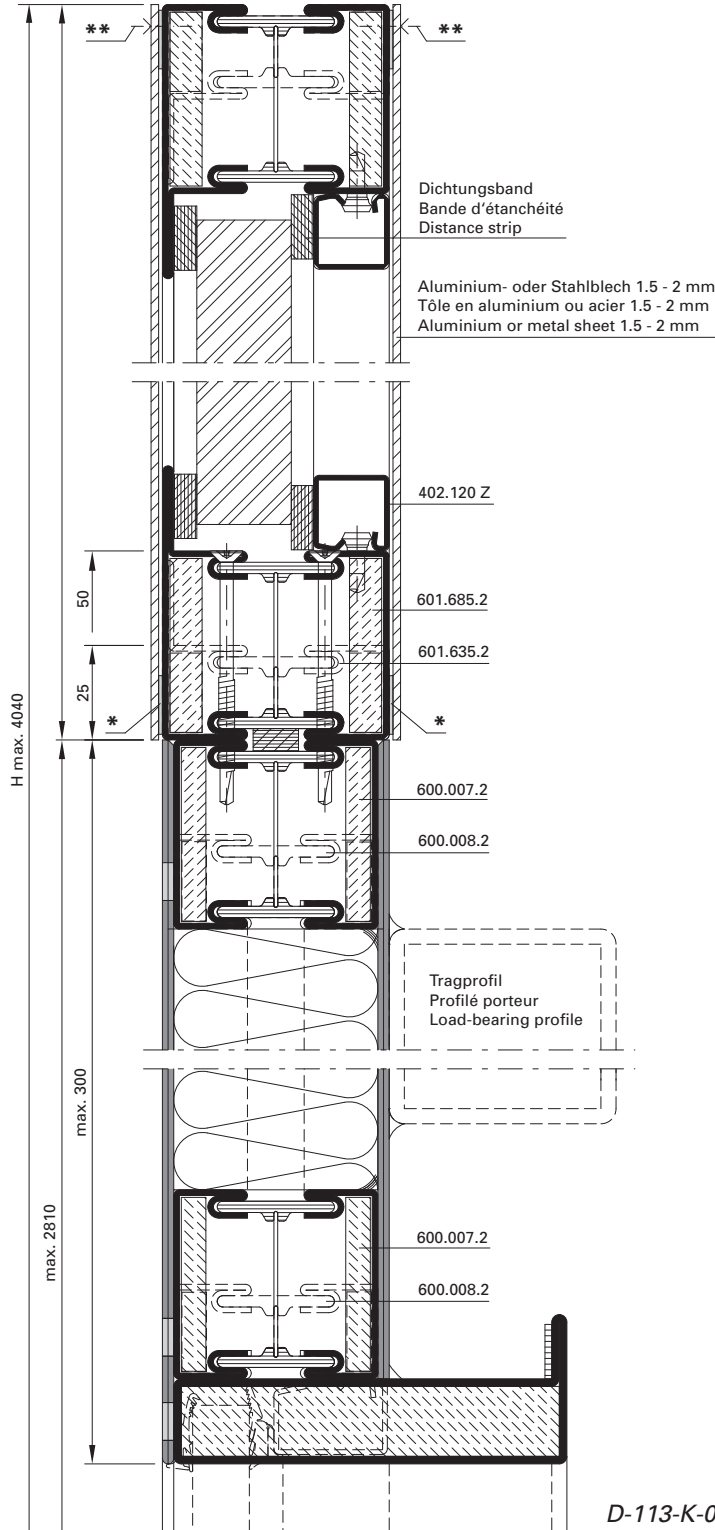 **
**
Dichtungsband
Bande d'étanchéité
Distance strip
Aluminium- oder Stahlblech 1.5 - 2 mm
Tôle en aluminium ou acier 1.5 - 2 mm
Aluminium or metal sheet 1.5 - 2 mm
402.120 Z
50
601.685.2
601.635.2
25
*
*
H max. 4040
600.007.2
600.008.2
Tragprofil
Profilé porteur
Load-bearing profile
max. 300
max. 2810
600.007.2
600.008.2
D-113-K-0